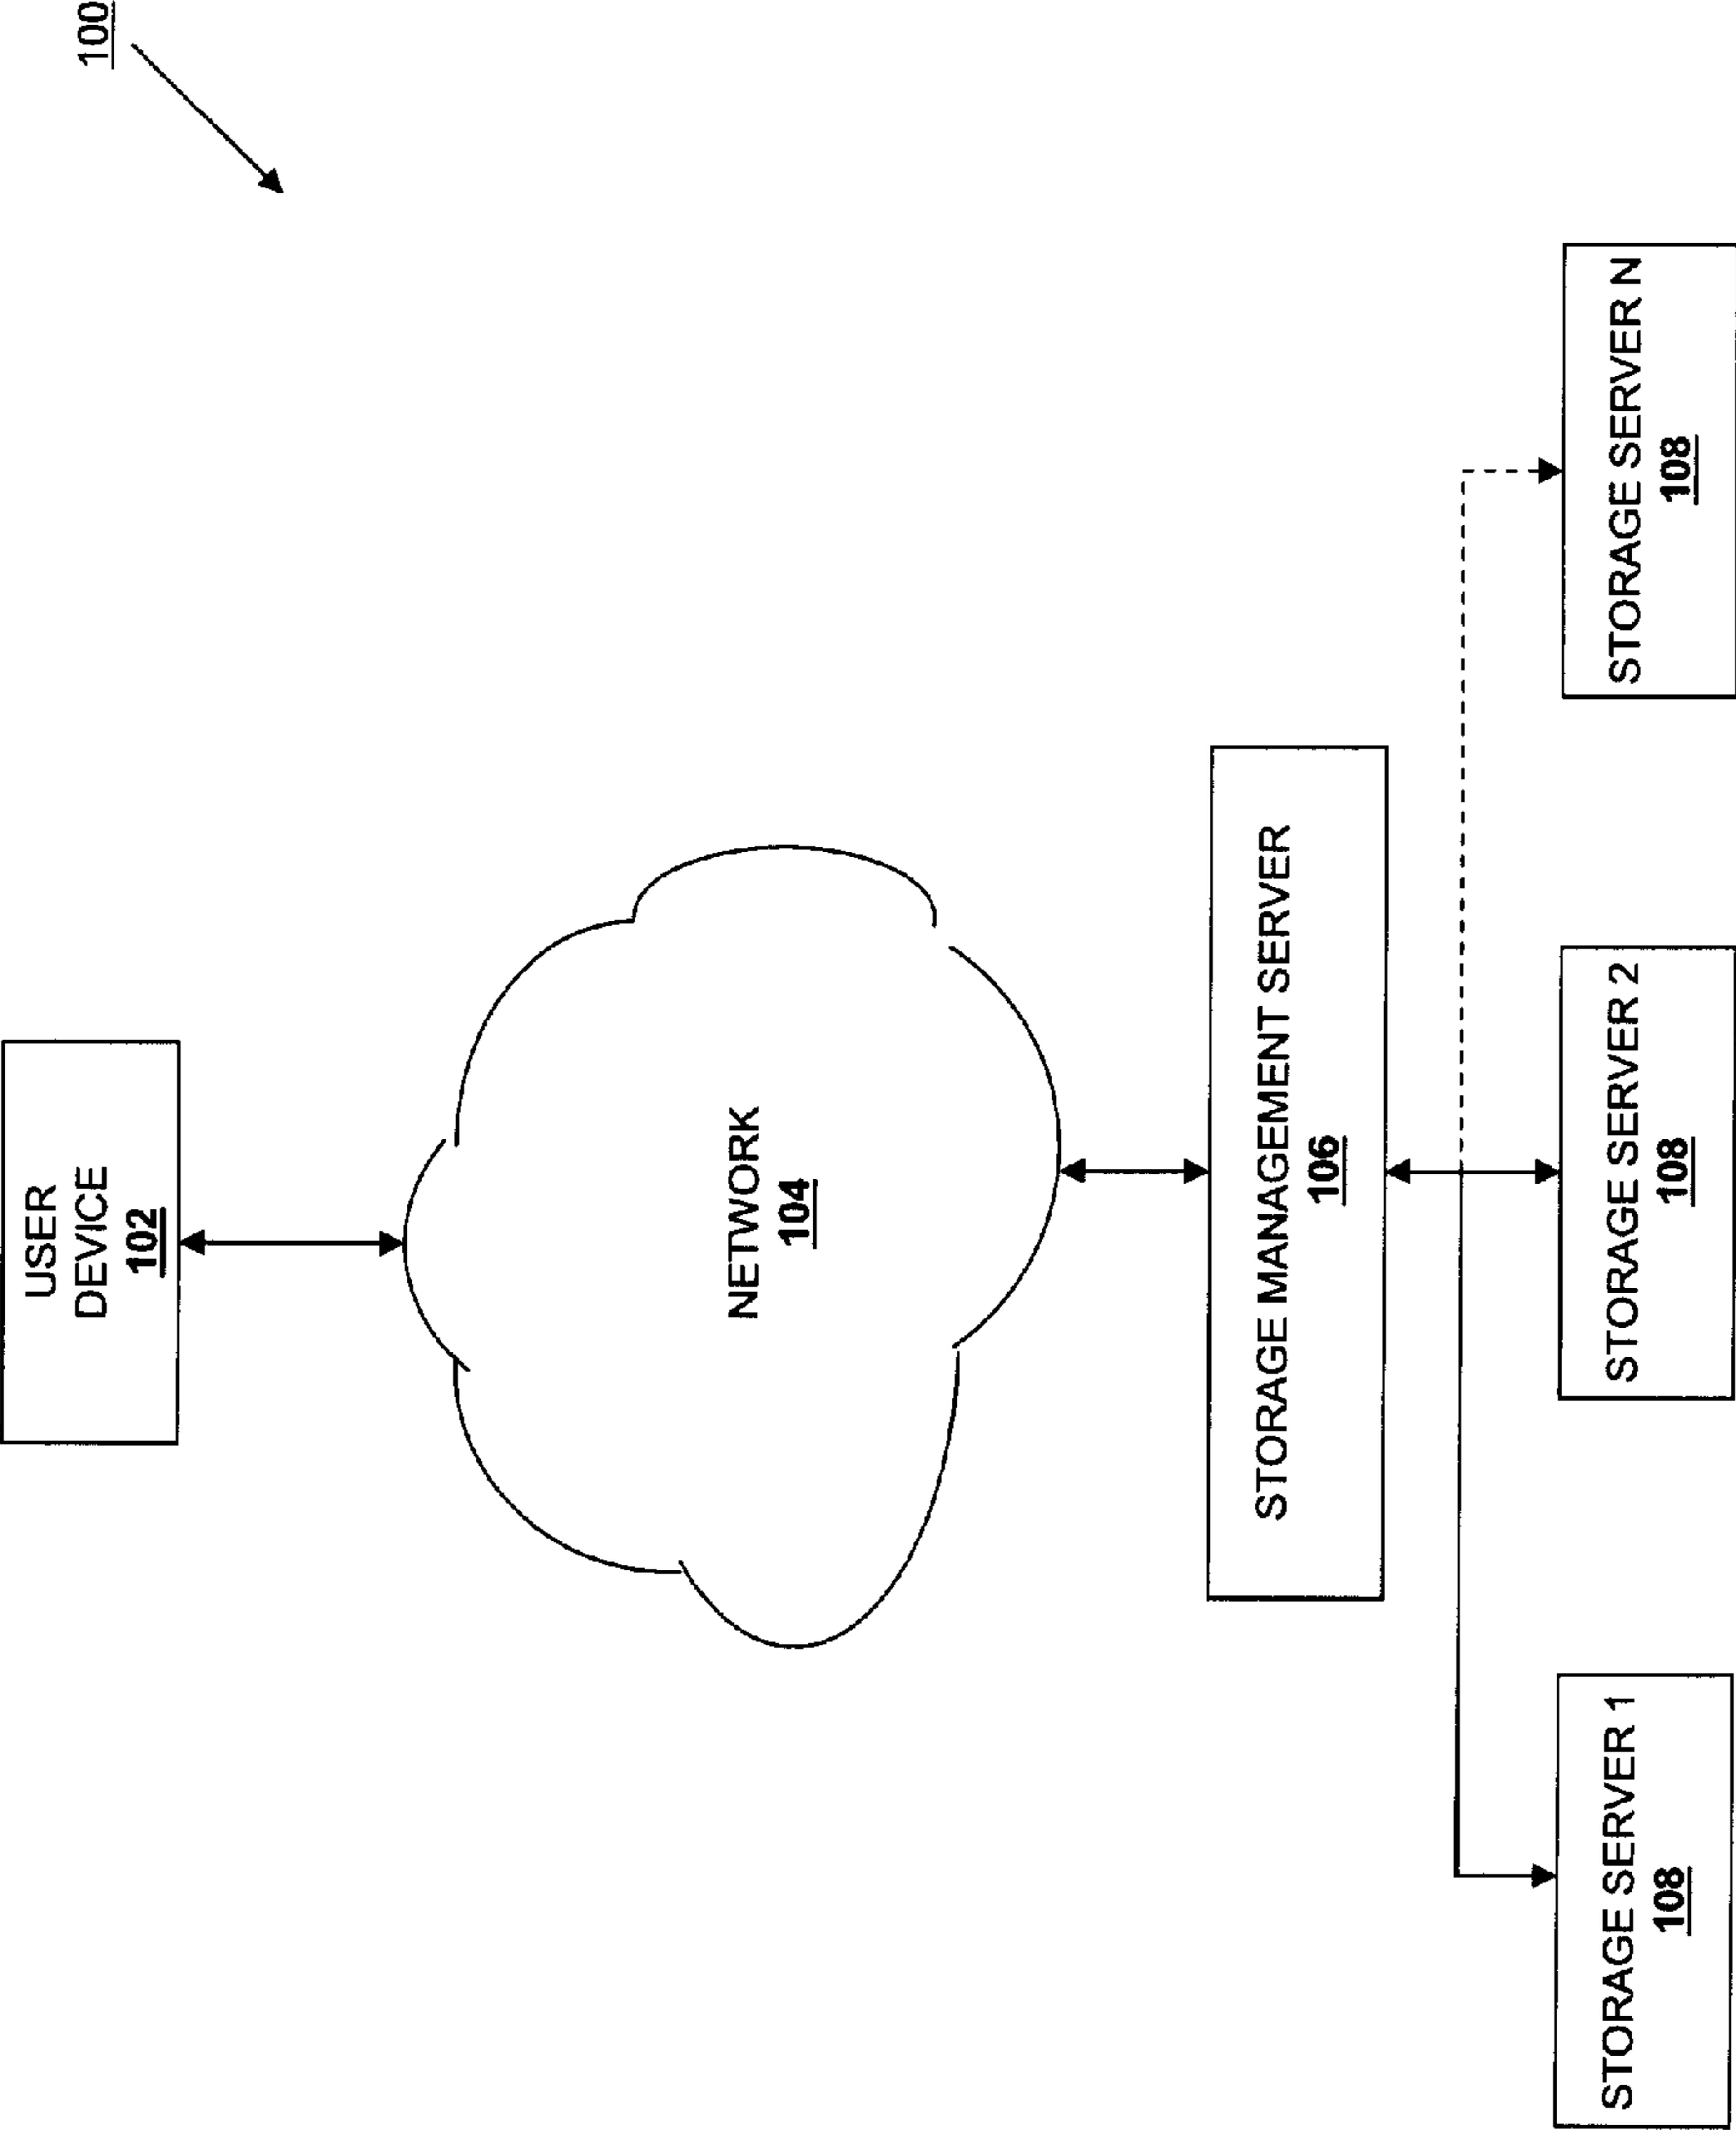 100
USER
DEVICE
102
NETWORK
104
STORAGE MANAGEMENT SERVER
106
STORAGE SERVER 1
108
STORAGE SERVER 2
108
STORAGE SERVER N
108